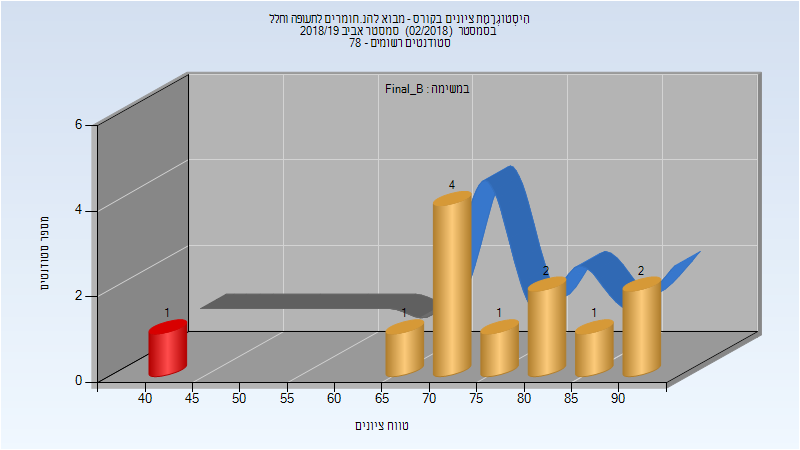 היסטוגרמת ציונים בקורס - מבוא להנ.חומרים לתעופה וחלל
בסמסטר (02/2018) סמסטר אביב 2018/19
סטודנטים רשומים - 78
במשימה : Final_B
מספר סטודנטים
6
4
2
0
1
1
4
1
2
1
2
40 45 50 55 60 65 70 75 80 85 90
טווח ציונים